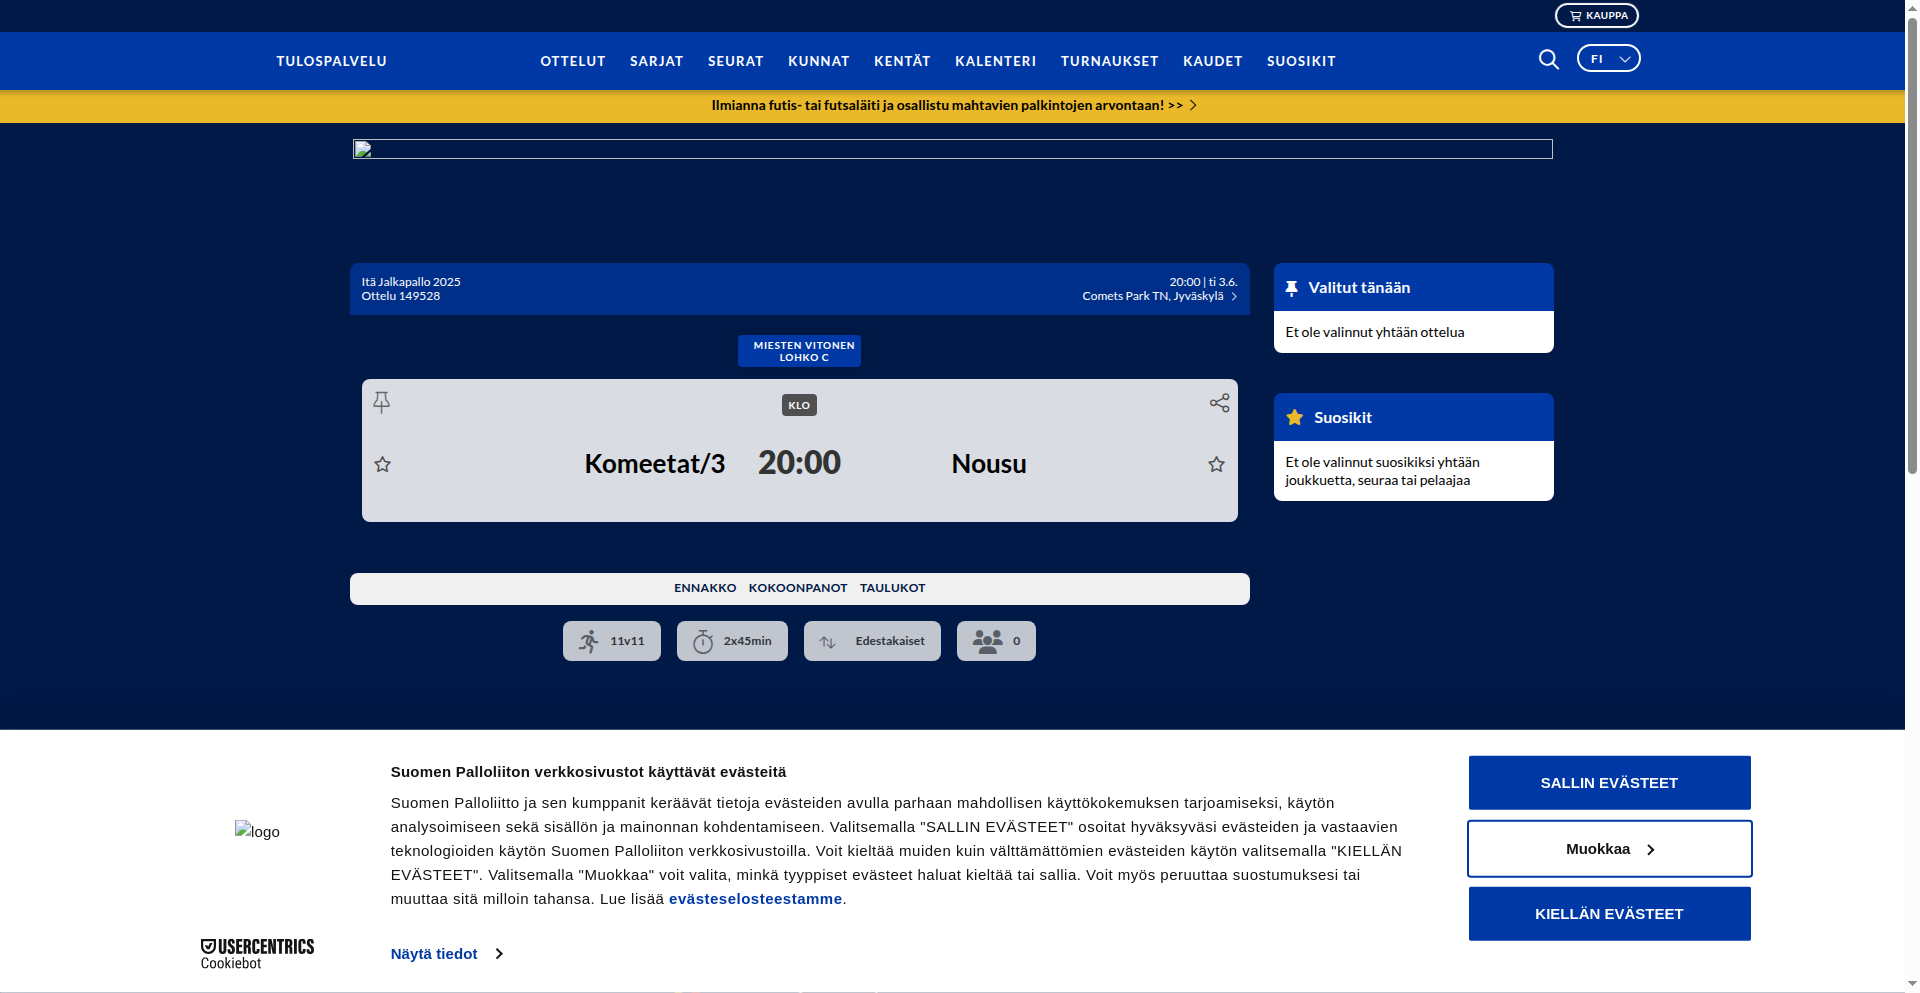 KAUPPA
TULOSPALVELU
OTTELUT SARJAT SEURAT KUNNAT KENTÄT KALENTERI TURNAUKSET KAUDET SUOSIKIT
FI
Ilmianna futis- tai futsaläiti ja osallistu mahtavien palkintojen arvontaan! >>
Itä Jalkapallo 2025
Ottelu 149528
20:00 | ti 3.6.
Comets Park TN, Jyväskylä
MIESTEN VITONEN
LOHKO C
KLO
Kometat/3 20:00 Nousu
ENNAKKO KOKOONPANOT TAULUKOT
11v11
2x45min
Edestakaiset
0
Valitut tänään
Et ole valinnut yhtään ottelua
Suosikit
Et ole valinnut suosikiksi yhtään
joukkuetta, seuraa tai pelaajaa
logo
USERCENTRICS
Cookiebot
Suomen Palloliiton verkkosivustot käyttävät evästeitä
Suomen Palloliitto ja sen kumppanit keräävät tietoja evästeiden avulla parhaan mahdollisen käyttökokemuksen tarjoamiseksi, käytön
analysoimiseen sekä sisällön ja mainonnan kohdentamiseen. Valitsemalla "SALLIN EVÄSTEET" osoitat hyväksyväsi evästeiden ja vastaavien
teknologioiden käytön Suomen Palloliiton verkkosivustoilla. Voit kieltää muiden kuin välttämättömien evästeiden käytön valitsemalla "KIELLÄN
EVÄSTEET". Valitsemalla "Muokkaa" voit valita, minkä tyyppiset evästeet haluat kieltää tai sallia. Voit myös peruuttaa suostumuksesi tai
muuttaa sitä milloin tahansa. Lue lisää evästeselosteestamme.
Näytä tiedot
SALLIN EVÄSTEET
Muokkaa
KIELLÄN EVÄSTEET